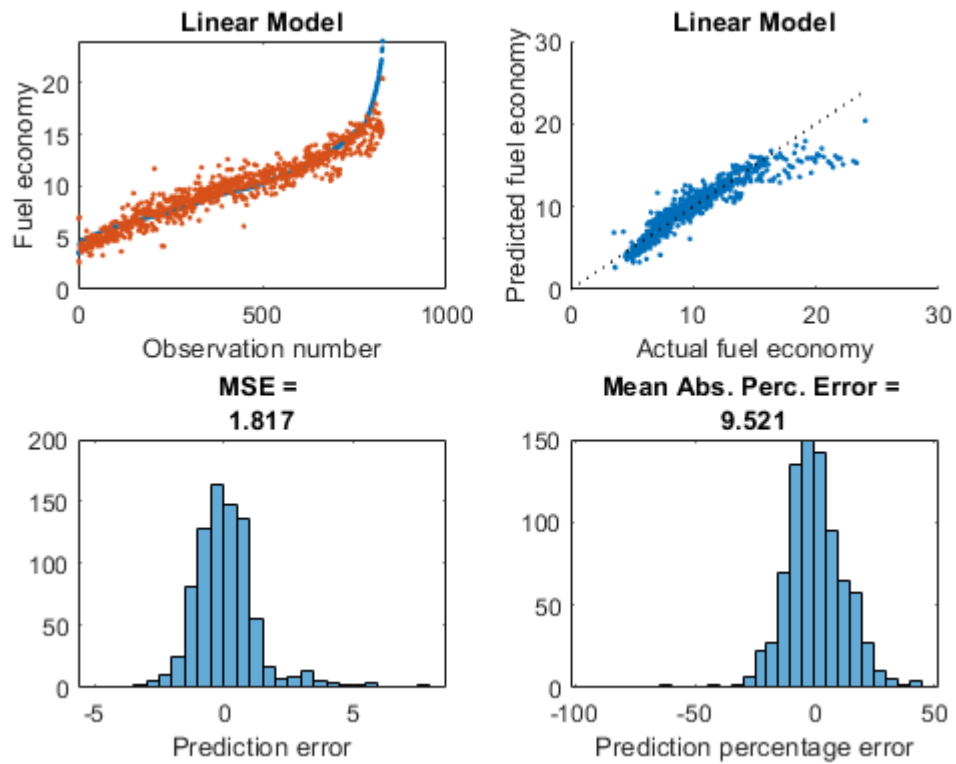 Linear Model
Fuel economy
20
15
10
5
0
0 500 1000
Observation number
Linear Model
Predicted fuel economy
30
20
10
0
0 10 20 30
Actual fuel economy
MSE =
1.817
200
150
100
50
0
-5 0 5
Prediction error
Mean Abs. Perc. Error =
9.521
150
100
50
0
-100 -50 0 50
Prediction percentage error